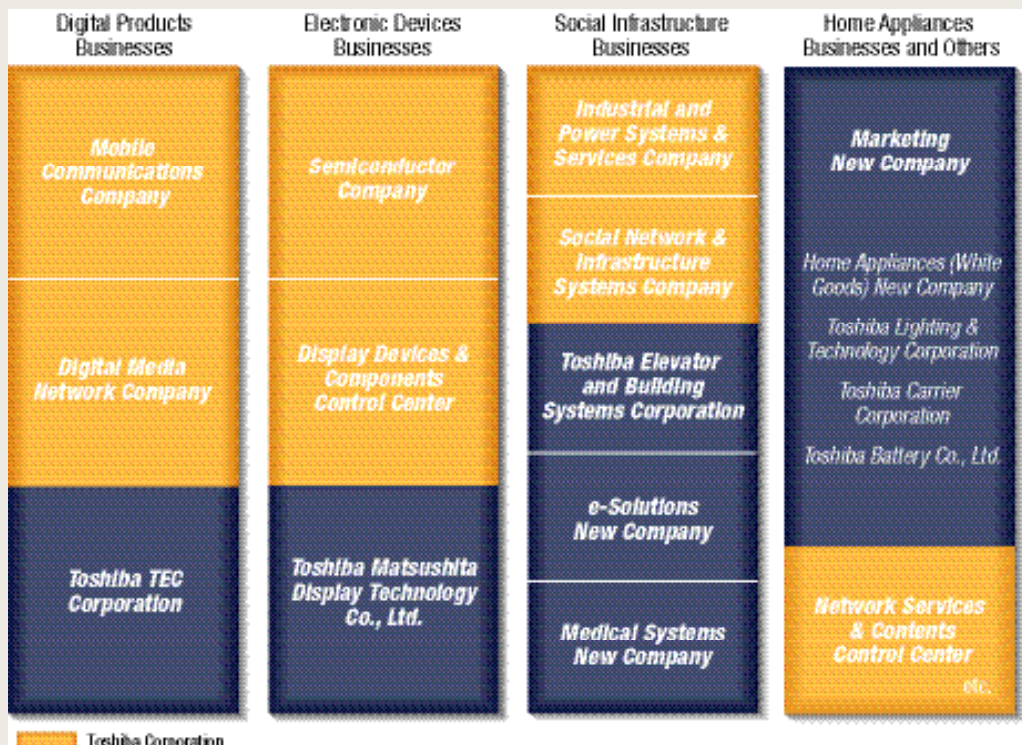 Digital Products
Businesses
Mobile
Communications
Company
Digital Media
Network Company
Toshiba TEC
Corporation
Electronic Devices
Businesses
Semiconductor
Company
Display Devices &
Components
Control Center
Toshiba Matsushita
Display Technology
Co., Ltd.
Social Infrastructure
Businesses
Industrial and
Power Systems &
Services Company
Social Network &
Infrastructure
Systems Company
Toshiba Elevator
and Building
Systems Corporation
e-Solutions
New Company
Medical Systems
New Company
Home Appliances
Businesses and Others
Marketing
New Company
Home Appliances (White
Goods) New Company
Toshiba Lighting &
Technology Corporation
Toshiba Carrier
Corporation
Toshiba Battery Co., Ltd.
Network Services
& Contents
Control Center
etc.
Toshiba Corporation